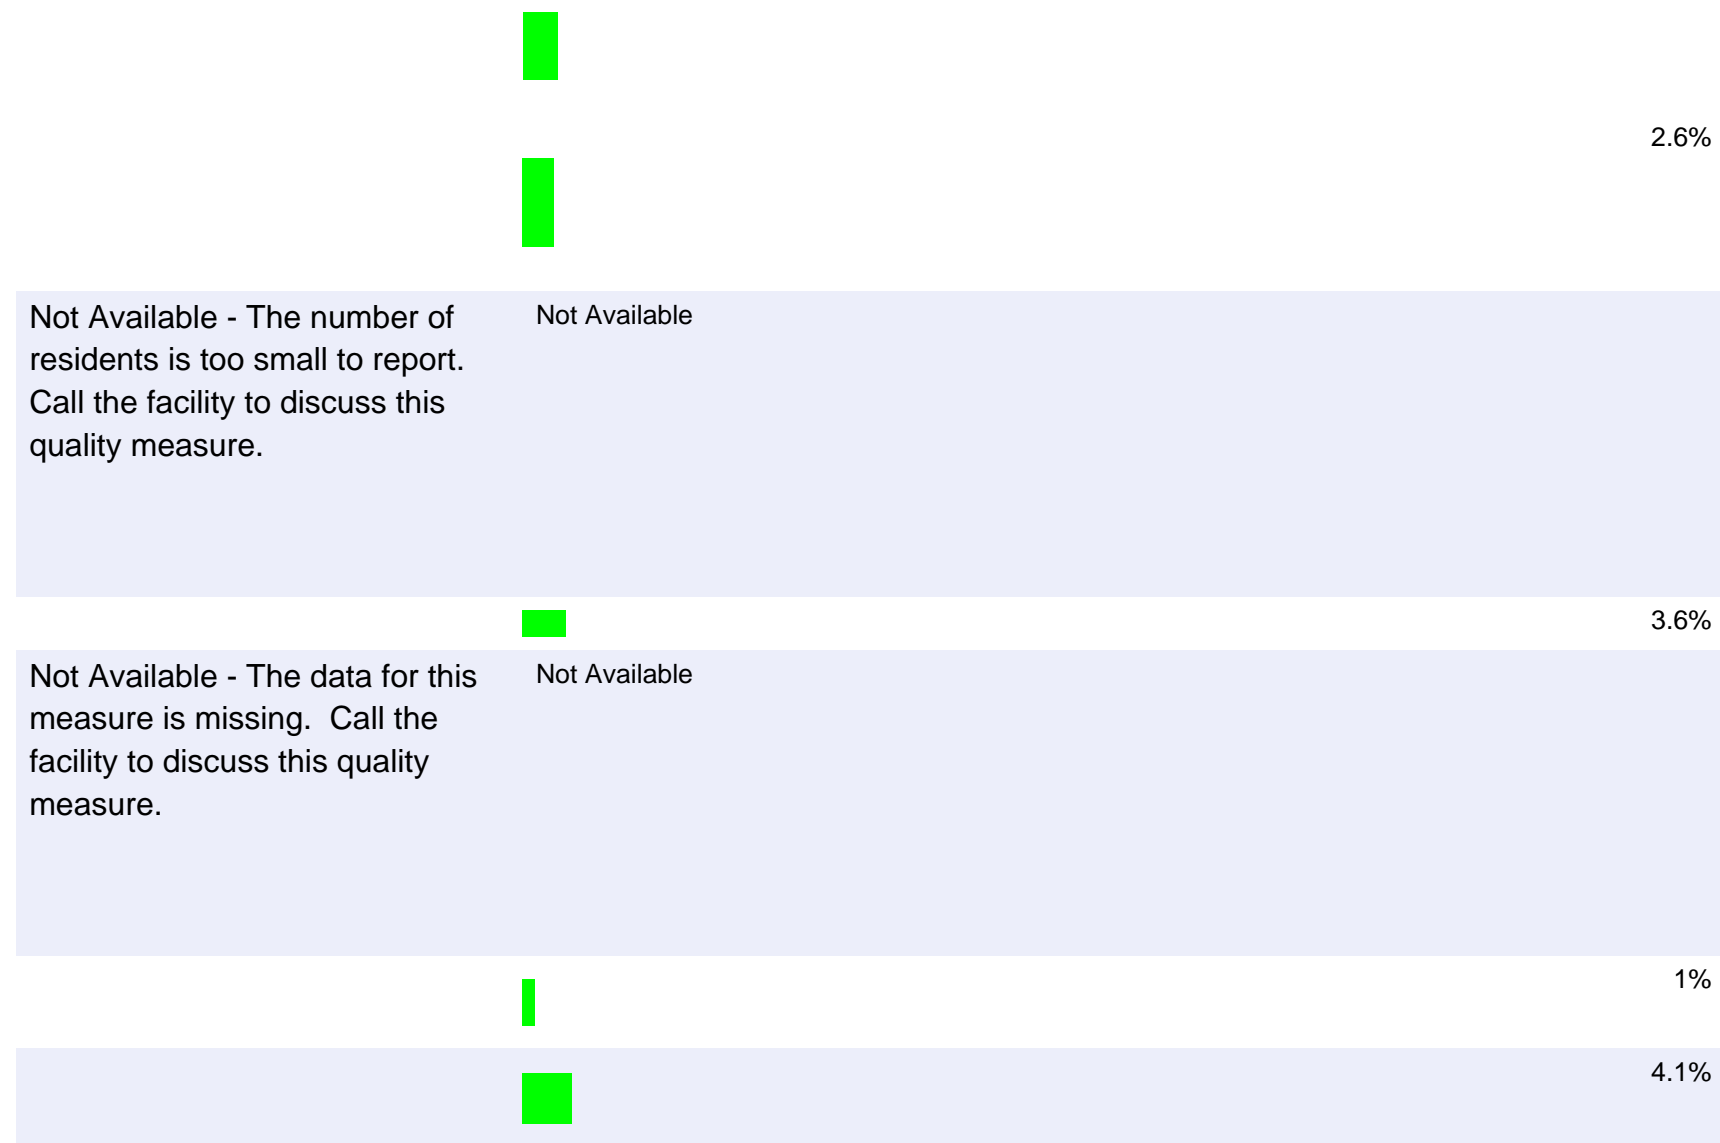 2.6%
Not Available - The number of
residents is too small to report.
Call the facility to discuss this
quality measure.
Not Available
3.6%
Not Available - The data for this
measure is missing.  Call the
facility to discuss this quality
measure.
Not Available
1%
4.1%